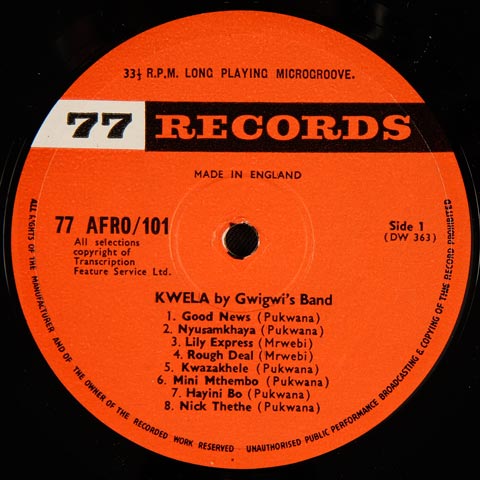 33⅓ R.P.M. LONG PLAYING MICROGROOVE.
77 RECORDS
MADE IN ENGLAND
77 AFRO/101
All selections
copyright of
Transcription
Feature Service Ltd.
Side 1
(DW 363)
KWELA by Gwigwi's Band
1. Good News (Pukwana)
2. Nyusamkhaya (Pukwana)
3. Lily Express (Mrwebi)
4. Rough Deal (Mrwebi)
5. Kwazakhele (Pukwana)
6. Mini Mthembo (Pukwana)
7. Hayini Bo (Pukwana)
8. Nick Thethe (Pukwana)
ALL RIGHTS OF THE MANUFACTURER AND OF THE OWNER OF THE RECORDED WORK RESERVED UNAUTHORISED PUBLIC PERFORMANCE BROADCASTING & COPYING OF THIS RECORD PROHIBITED